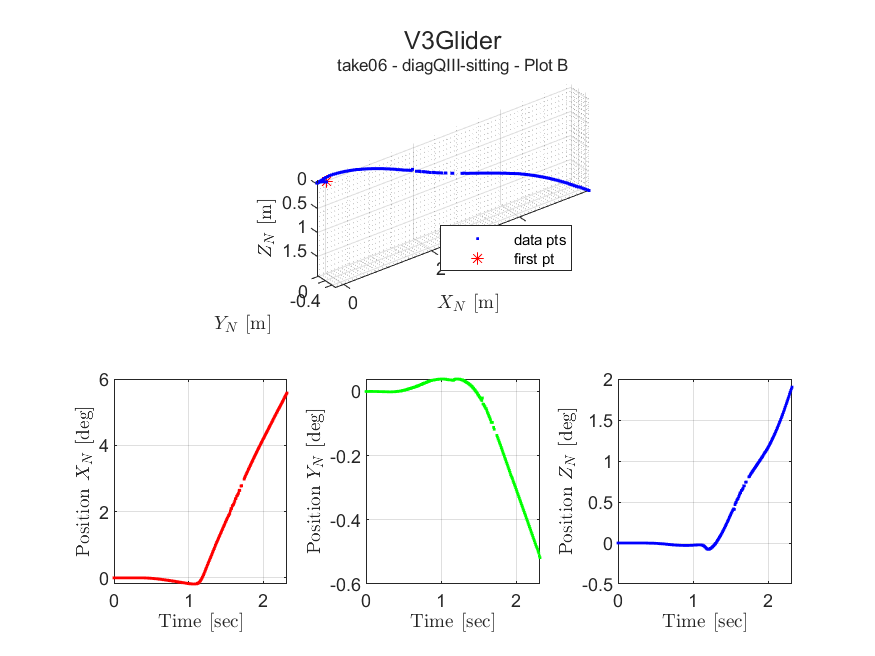 V3Glider
take06 - diagQIII-sitting - Plot B
0
0.5
1
1.5
Z_N [m]
0
-0.4
Y_N [m]
0
2
X_N [m]
data pts
first pt
6
4
2
0
Position X_N [deg]
0 1 2
Time [sec]
0
-0.2
-0.4
-0.6
Position Y_N [deg]
0 1 2
Time [sec]
2
1.5
1
0.5
0
-0.5
Position Z_N [deg]
0 1 2
Time [sec]